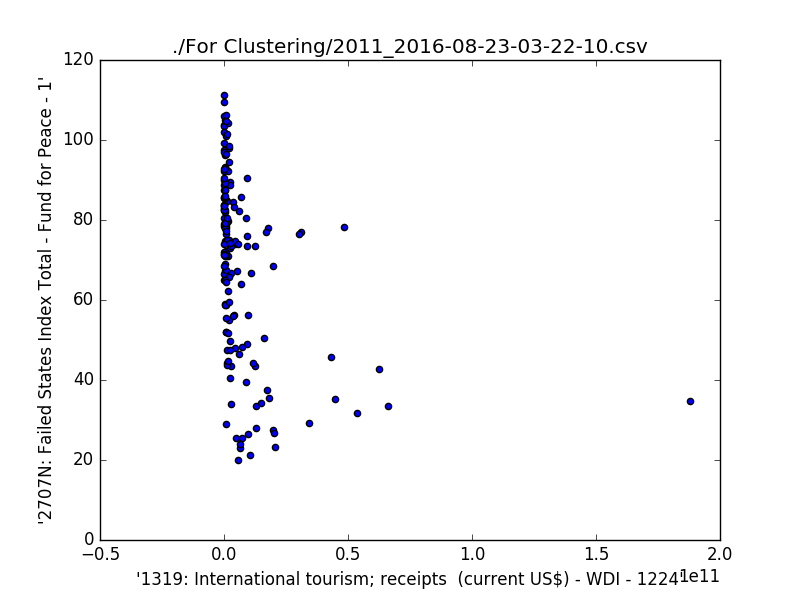 ./For Clustering/2011_2016-08-23-03-22-10.csv
120
100
80
60
40
20
0
'2707N: Failed States Index Total - Fund for Peace - 1'
−0.5 0.0 0.5 1.0 1.5 2.0
1e11
'1319: International tourism; receipts  (current US$) - WDI - 1224'